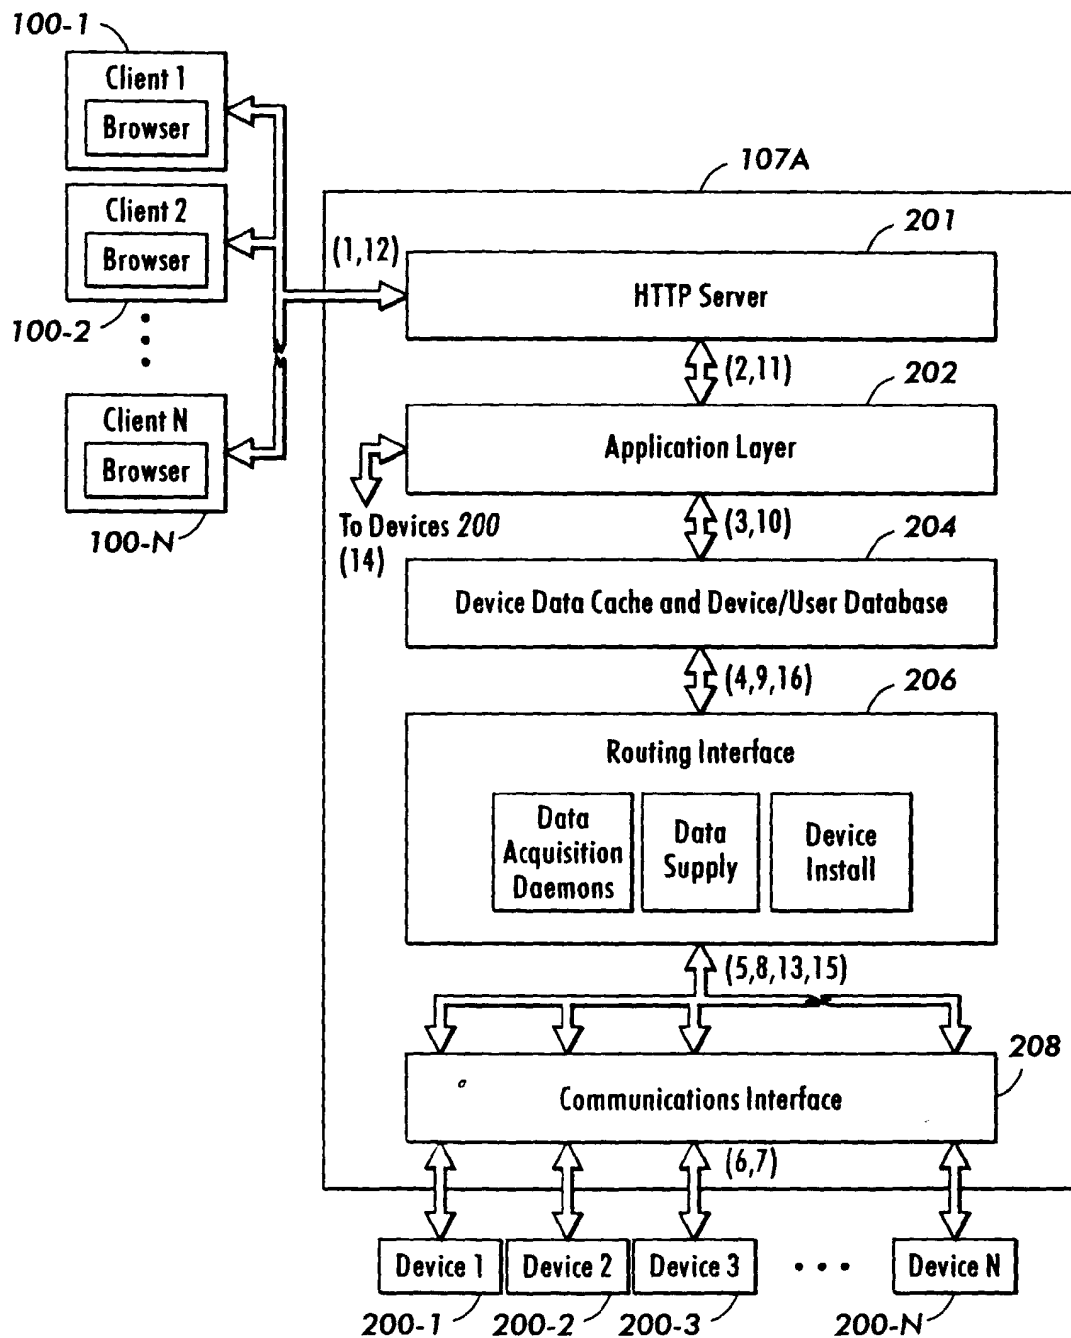 100-1
Client 1
Browser
107A
Client 2
Browser
100-2
(1,12)
201
HTTP Server
(2,11)
202
Client N
Browser
100-N
Application Layer
To Devices 200
(14)
(3,10)
204
Device Data Cache and Device/User Database
(4,9,16)
206
Routing Interface
Data
Acquisition
Daemons
Data
Supply
Device
Install
(5,8,13,15)
208
Communications Interface
(6,7)
Device 1
Device 2
Device 3
Device N
200-1
200-2
200-3
200-N